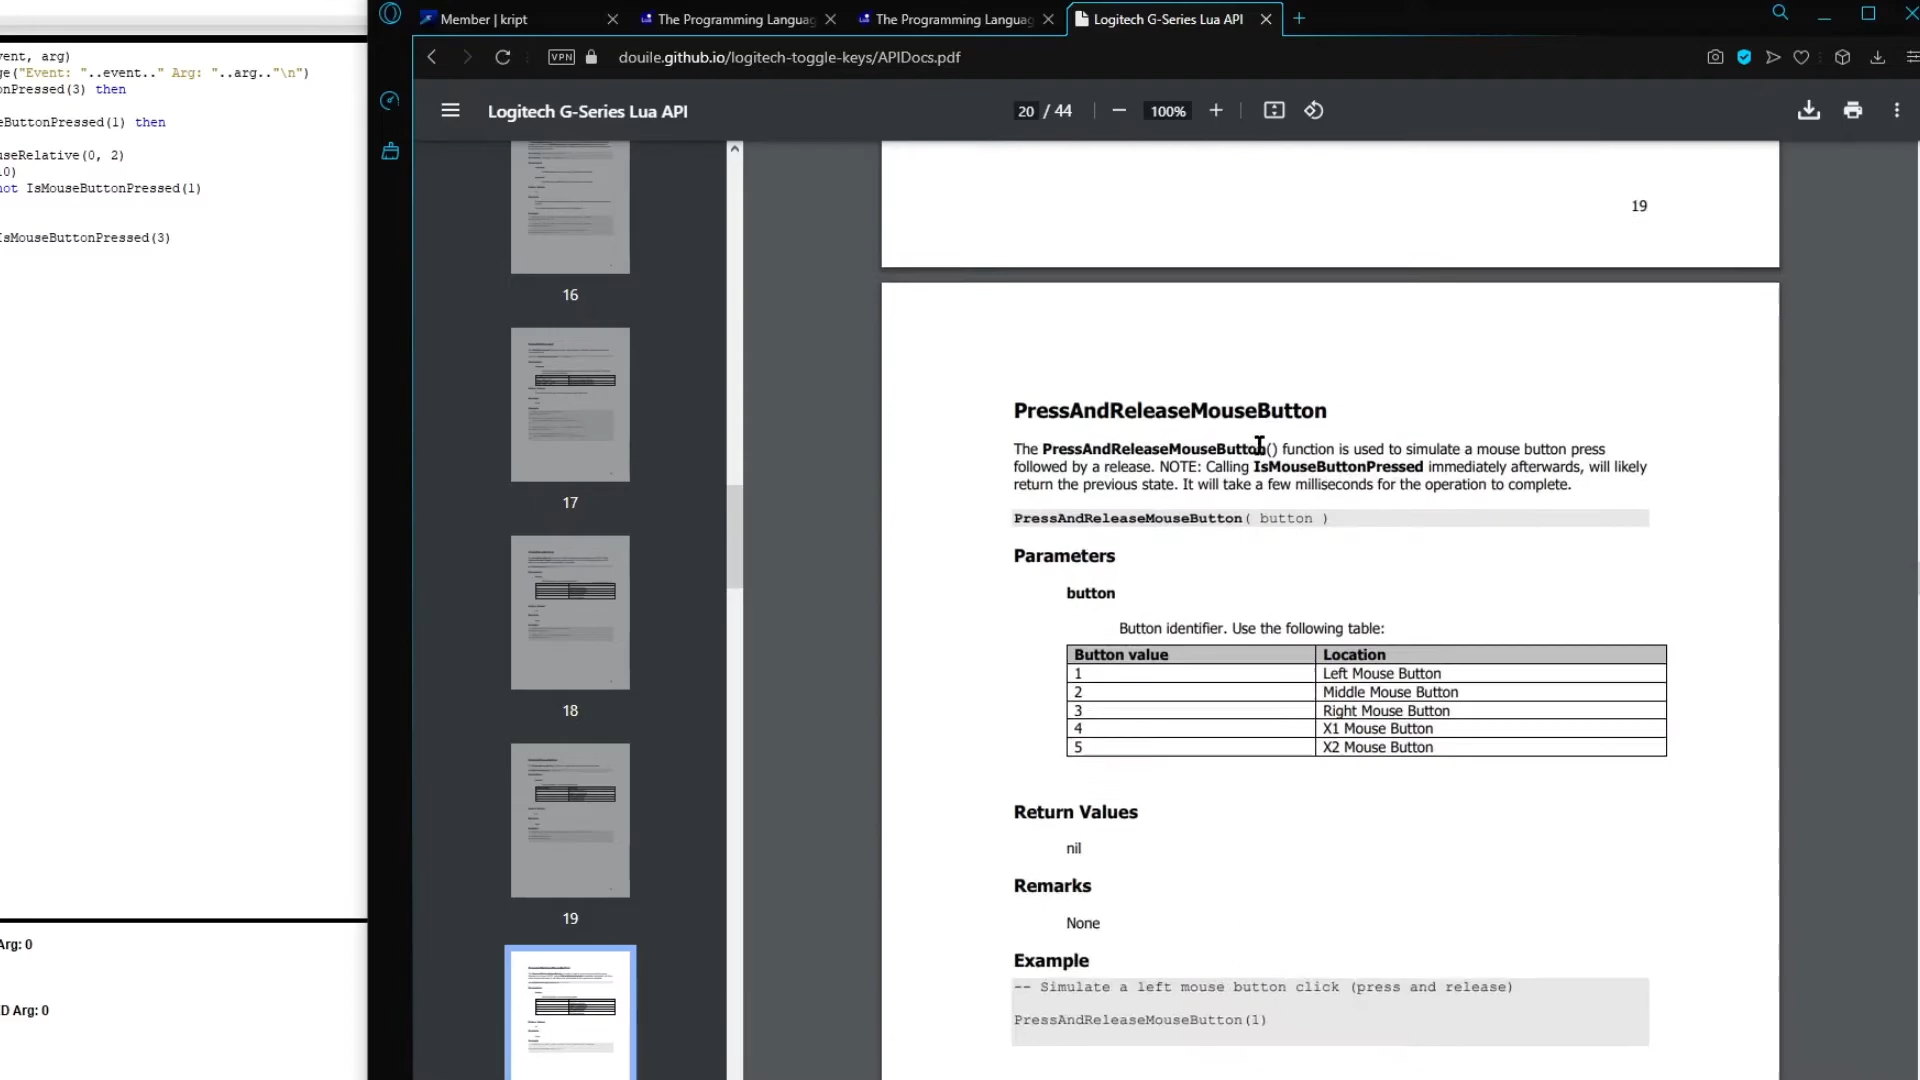 vent, arg)
ge("Event: "..event.." Arg: "..arg.."\n")
onPressed(3) then
eButtonPressed(1) then
useRelative(0, 2)
10)
not IsMouseButtonPressed(1)
IsMouseButtonPressed(3)
Arg: 0
D Arg: 0
Member | kript
The Programming Languag
The Programming Languag
Logitech G-Series Lua API
VPN
douile.github.io/logitech-toggle-keys/APIDocs.pdf
Logitech G-Series Lua API
20 / 44
100%
16
17
18
19
19
PressAndReleaseMouseButton
The PressAndReleaseMouseButton() function is used to simulate a mouse button press
followed by a release. NOTE: Calling IsMouseButtonPressed immediately afterwards, will likely
return the previous state. It will take a few milliseconds for the operation to complete.
PressAndReleaseMouseButton( button )
Parameters
button
Button identifier. Use the following table:
Button value Location
1 Left Mouse Button
2 Middle Mouse Button
3 Right Mouse Button
4 X1 Mouse Button
5 X2 Mouse Button
Return Values
nil
Remarks
None
Example
-- Simulate a left mouse button click (press and release)
PressAndReleaseMouseButton(1)